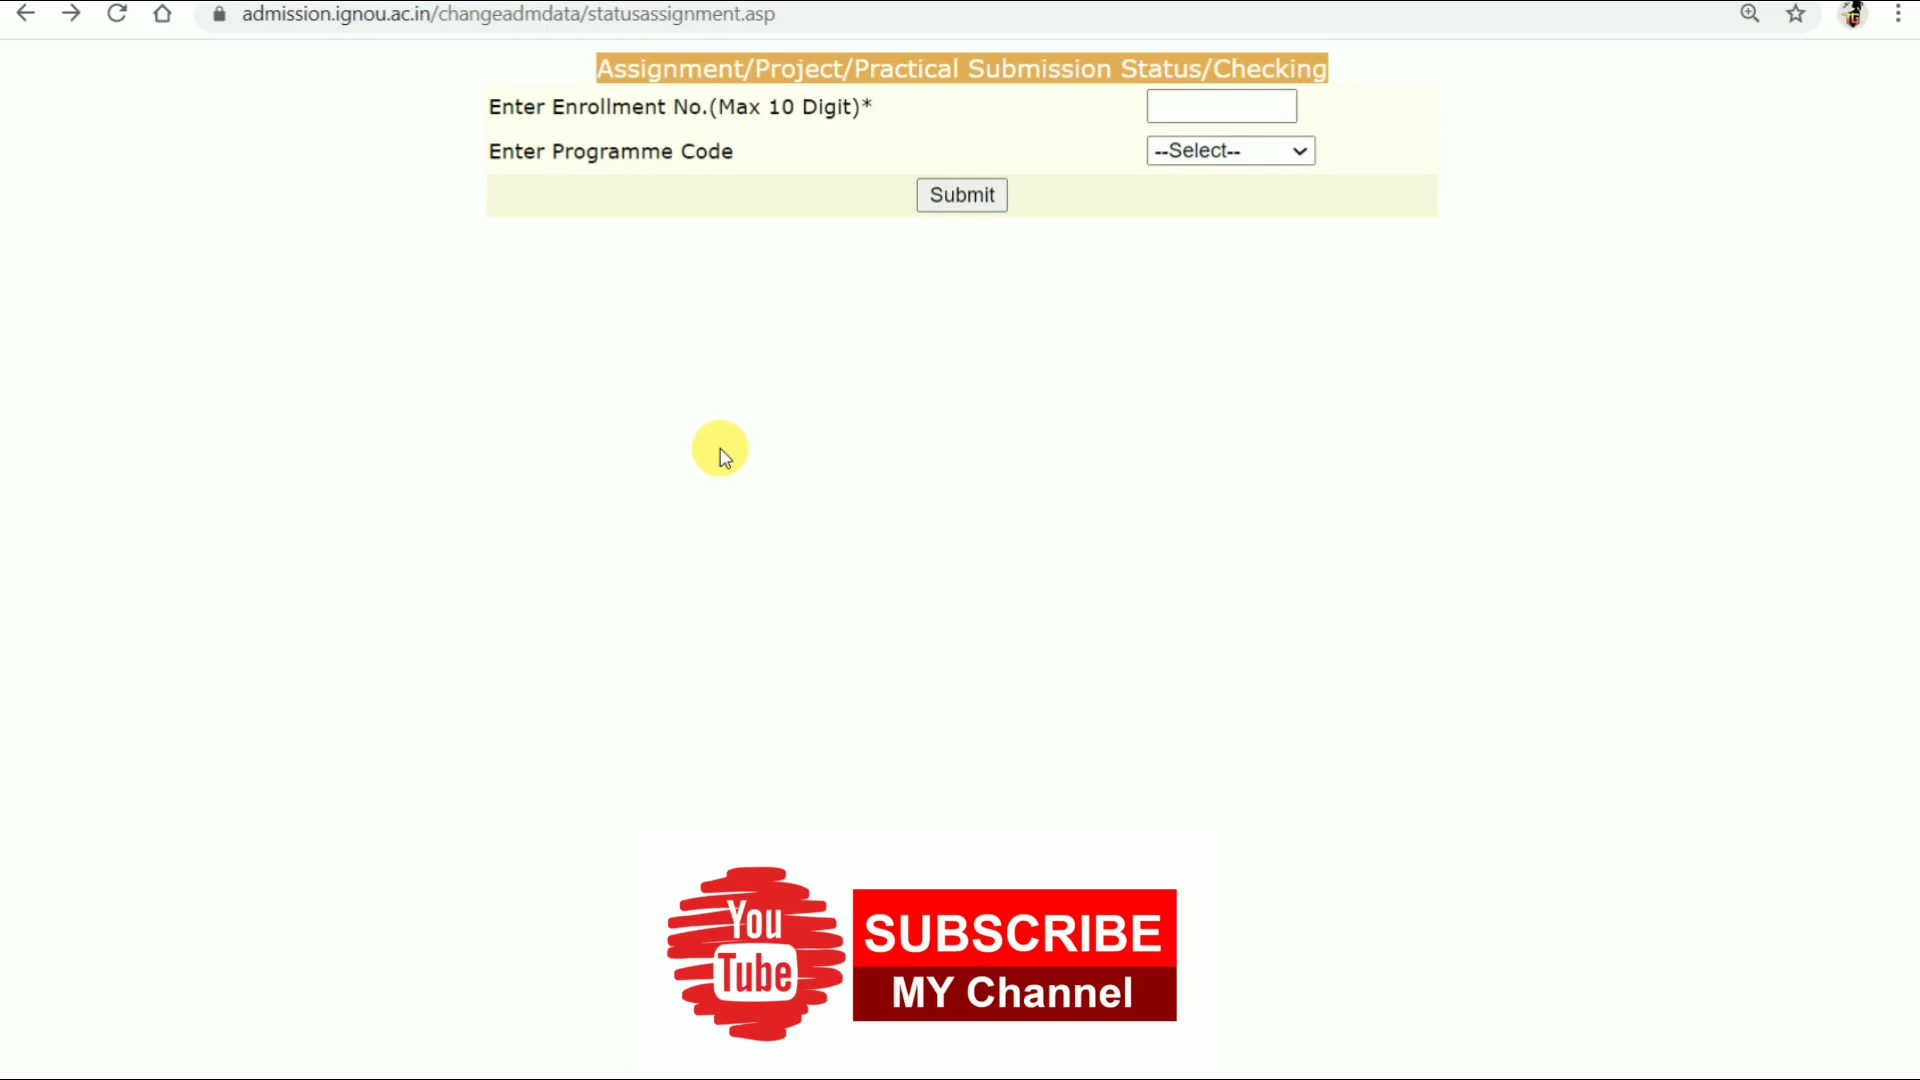 admission.ignou.ac.in/changeadmdata/statusassignment.asp
Assignment/Project/Practical Submission Status/Checking
Enter Enrollment No.(Max 10 Digit)*
Enter Programme Code
--Select--
Submit
You
Tube
SUBSCRIBE
MY Channel